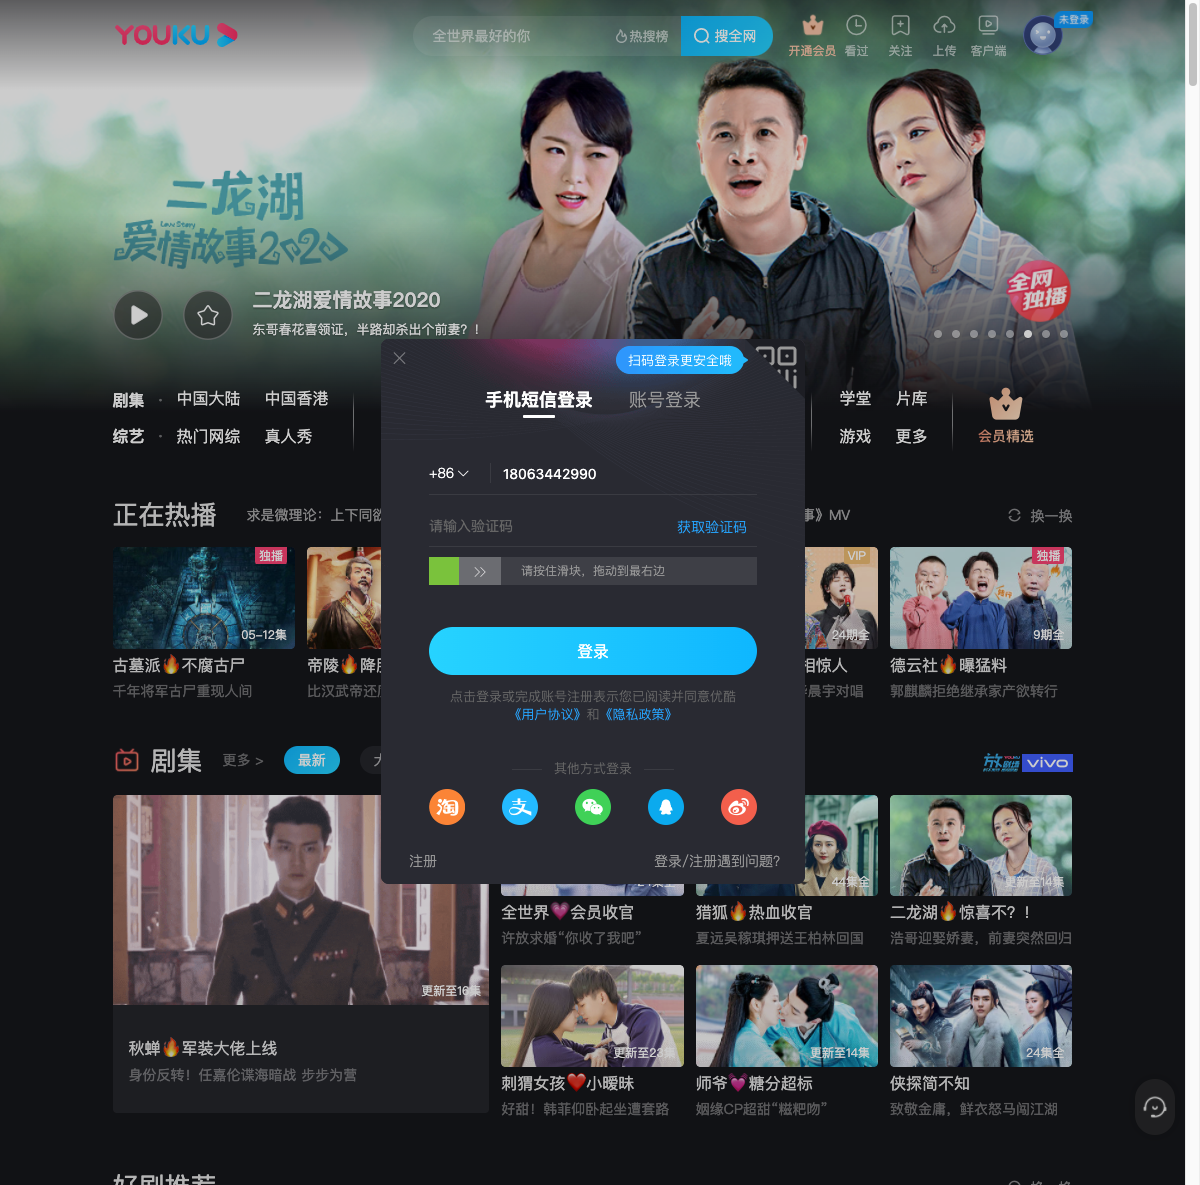 YOUKU
全世界最好的你
热搜榜
搜全网
开通会员
看过
关注
上传
客户端
未登录
二龙湖
Love Story
爱情故事2020
全网
独播
二龙湖爱情故事2020
东哥春花喜领证，半路却杀出个前妻？！
扫码登录更安全哦
手机短信登录
账号登录
剧集 · 中国大陆 中国香港
学堂 片库
综艺 · 热门网综 真人秀
游戏 更多
会员精选
+86
18063442990
请输入验证码
获取验证码
请按住滑块，拖动到最右边
登录
点击登录或完成账号注册表示您已阅读并同意优酷
《用户协议》和《隐私政策》
其他方式登录
淘
支
注册
登录/注册遇到问题?
正在热播
求是微理论：上下同欲
事》MV
换一换
独播
VIP
独播
05-12集
24期全
9期全
古墓派🔥不腐古尸
帝陵🔥降
相惊人
德云社🔥曝猛料
千年将军古尸重现人间
比汉武帝还
晨宇对唱
郭麒麟拒绝继承家产欲转行
剧集
更多 >
最新
放剧场
vivo
44集全
更新至14集
全世界💗会员收官
猎狐🔥热血收官
二龙湖🔥惊喜不？！
许放求婚“你收了我吧”
夏远吴稼琪押送王柏林回国
浩哥迎娶娇妻，前妻突然回归
更新至16集
更新至23集
更新至14集
24集全
秋蝉🔥军装大佬上线
身份反转！任嘉伦谍海暗战 步步为营
刺猬女孩❤️小暧昧
师爷💓糖分超标
侠探简不知
好甜！韩菲仰卧起坐遭套路
姻缘CP超甜“糍粑吻”
致敬金庸，鲜衣怒马闯江湖
好剧推荐
换一换